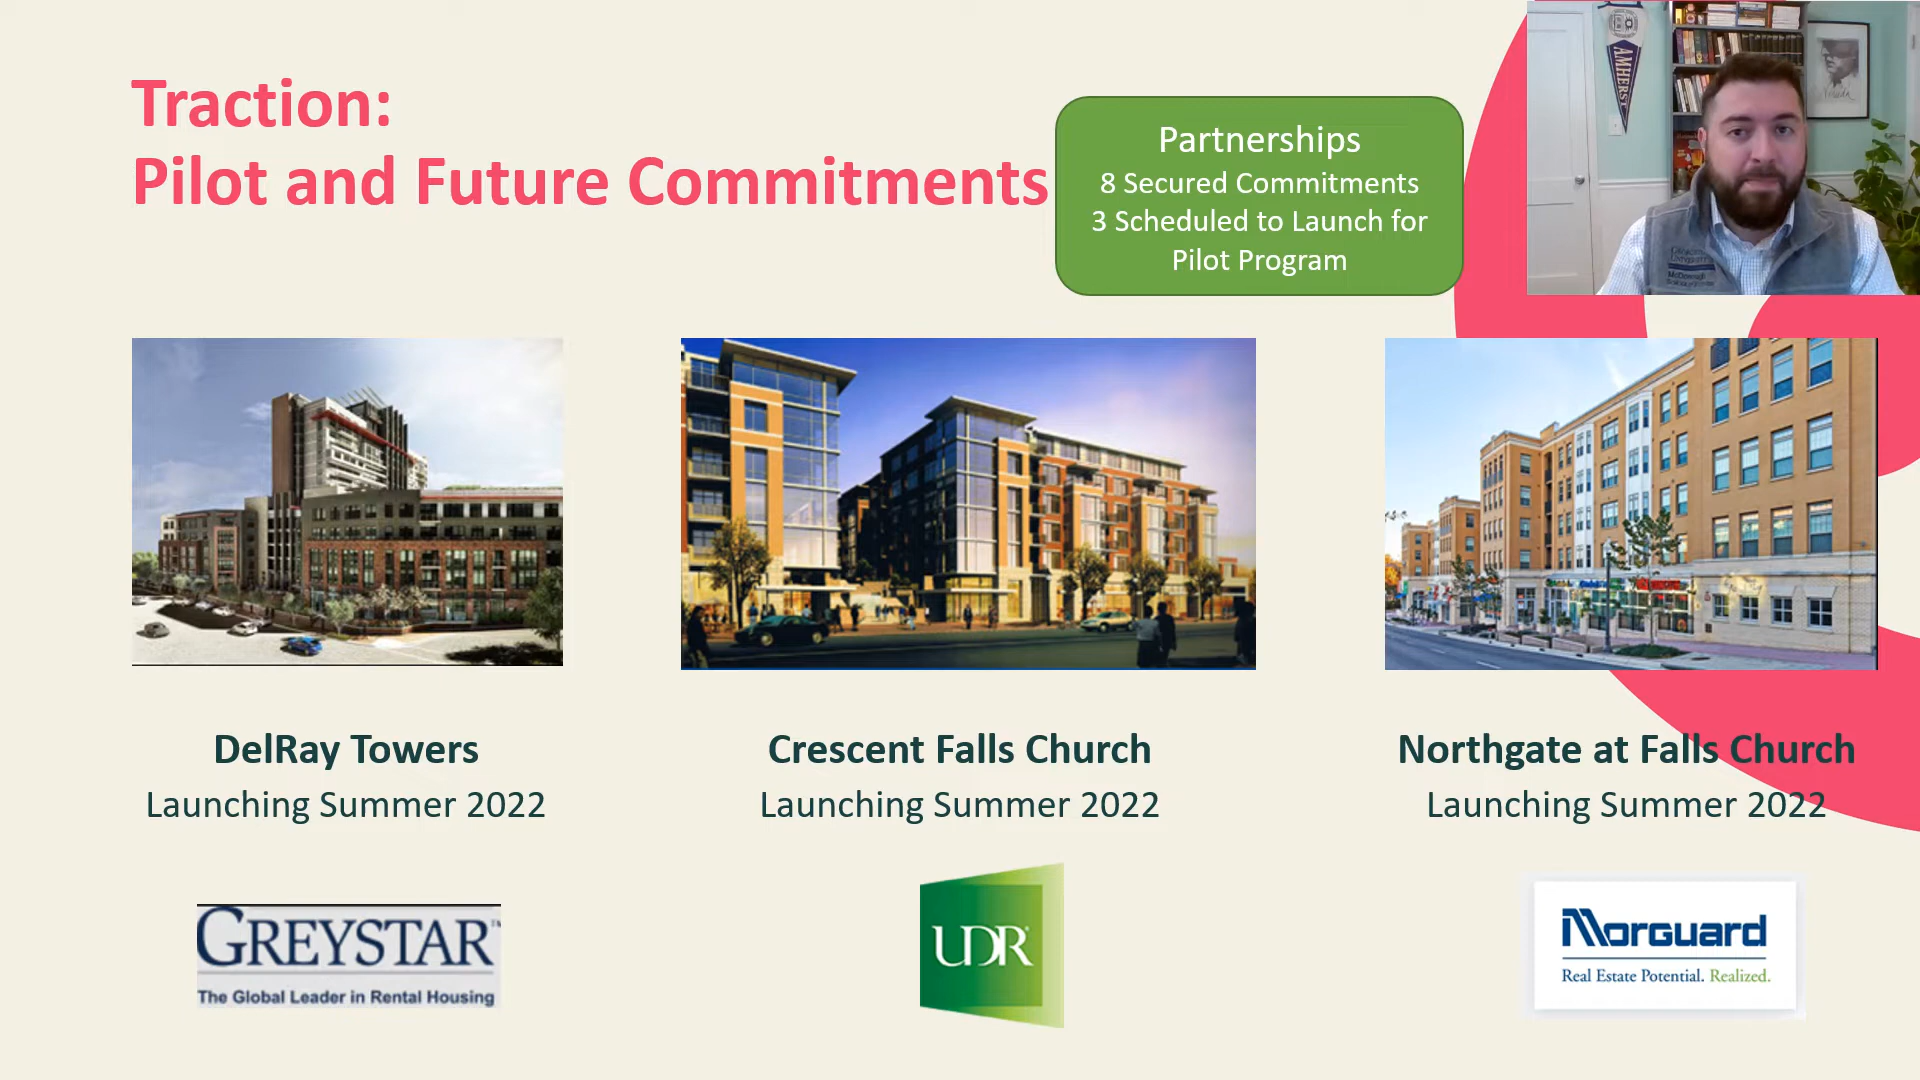 Traction:
Pilot and Future Commitments
Partnerships
8 Secured Commitments
3 Scheduled to Launch for
Pilot Program
AMHERST
DelRay Towers
Launching Summer 2022
Crescent Falls Church
Launching Summer 2022
Northgate at Falls Church
Launching Summer 2022
GREYSTAR™
The Global Leader in Rental Housing
UDR
Morguard
Real Estate Potential. Realized.